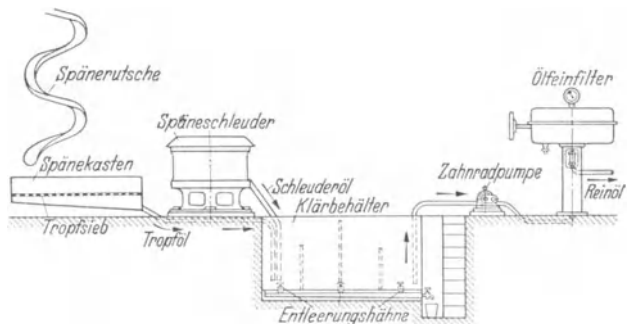 Spänerutsche
Ölfeinfilter
Späneschleuder
Spänekasten
Zahnradpumpe
Schleuderöl
Reinöl
Klärbehälter
Tropfsieb
Tropföl
Entleerungshähne